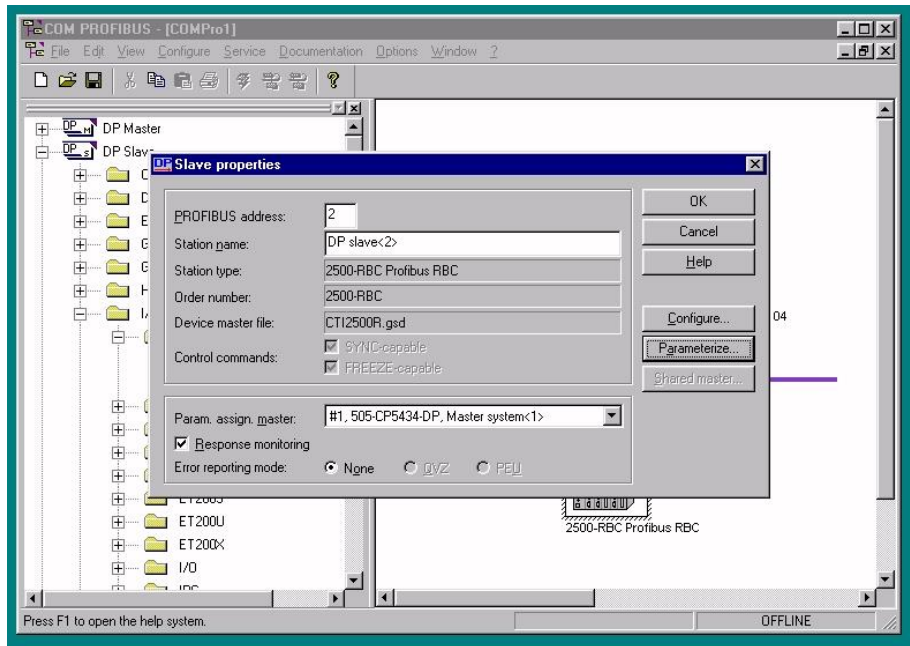 COM PROFIBUS - [COMPro1]
File Edit View Configure Service Documentation Options Window ?
DP M DP Master
DP S DP Slave
DP Slave properties
PROFIBUS address: 2
Station name: DP slave<2>
Station type: 2500-RBC Profibus RBC
Order number: 2500-RBC
Device master file: CTI2500R.gsd
Control commands: SYNC-capable
FREEZE-capable
Param. assign. master: #1, 505-CP5434-DP, Master system<1>
Response monitoring
Error reporting mode: None QVZ PEU
OK
Cancel
Help
Configure...
Parameterize...
Shared master...
04
ET200U
ET200X
I/O
2500-RBC Profibus RBC
Press F1 to open the help system.
OFFLINE